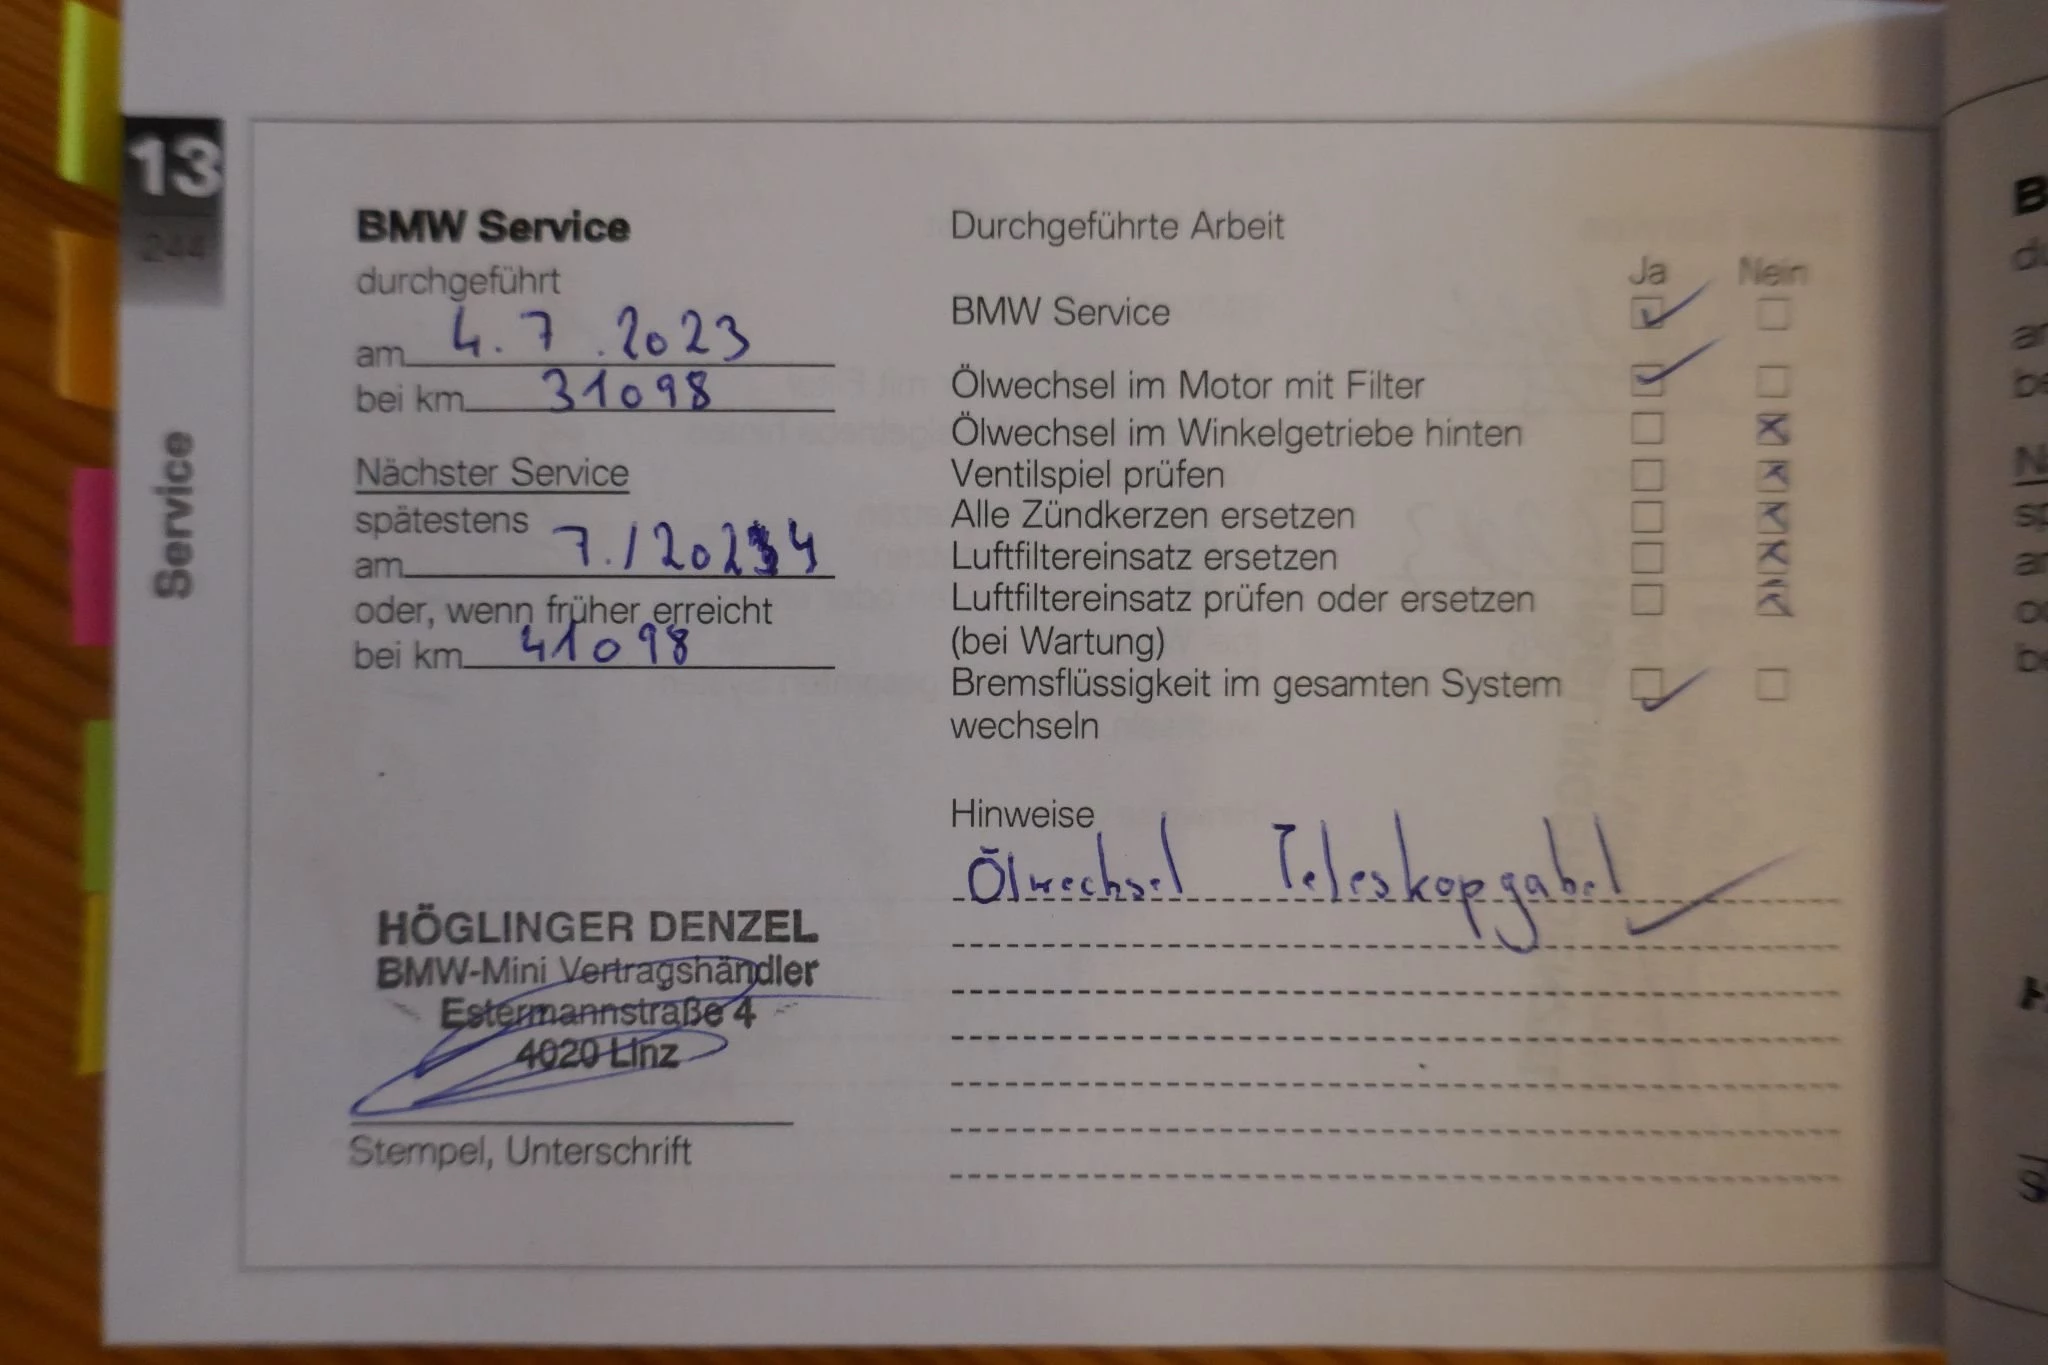 13
244
Service
BMW Service
durchgeführt
am 4.7.2023
bei km 31098
Nächster Service
spätestens
am 7./2024
oder, wenn früher erreicht
bei km 41098
HÖGLINGER DENZEL
BMW-Mini Vertragshändler
Estermannstraße 4
4020 Linz
Stempel, Unterschrift
Durchgeführte Arbeit
Ja Nein
BMW Service
Ölwechsel im Motor mit Filter
Ölwechsel im Winkelgetriebe hinten
Ventilspiel prüfen
Alle Zündkerzen ersetzen
Luftfiltereinsatz ersetzen
Luftfiltereinsatz prüfen oder ersetzen
(bei Wartung)
Bremsflüssigkeit im gesamten System
wechseln
Hinweise
Ölwechsel Teleskopgabel